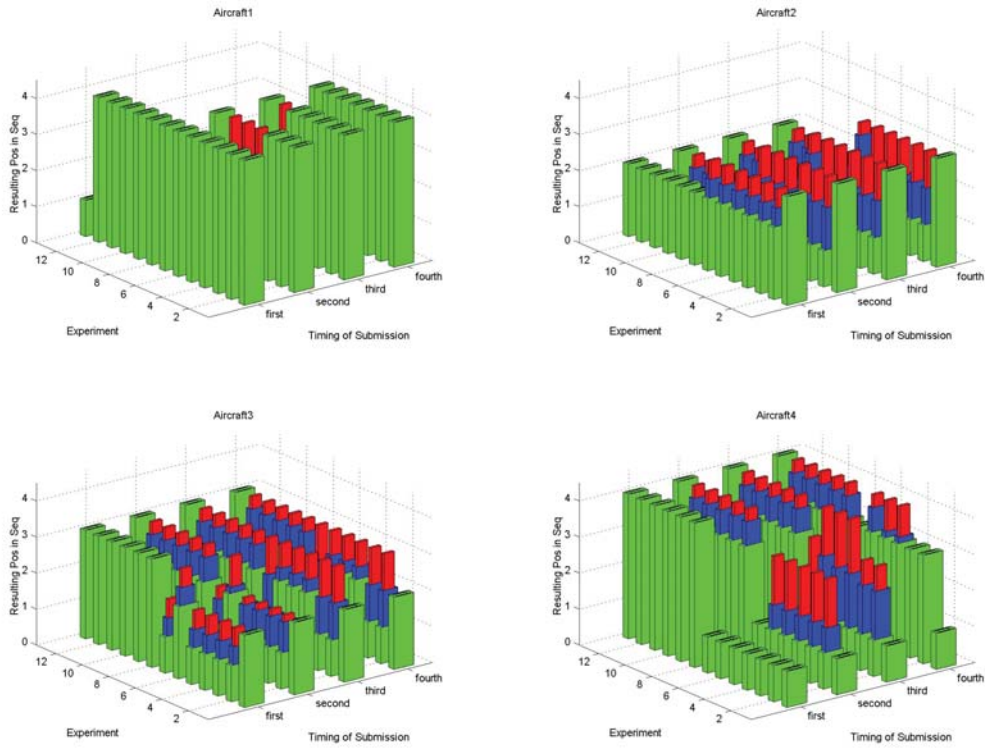 Aircraft1
4
3
2
1
0
Resulting Pos in Seq
12
10
8
6
4
2
Experiment
first
second
third
fourth
Timing of Submission
Aircraft2
4
3
2
1
0
Resulting Pos in Seq
12
10
8
6
4
2
Experiment
first
second
third
fourth
Timing of Submission
Aircraft3
4
3
2
1
0
Resulting Pos in Seq
12
10
8
6
4
2
Experiment
first
second
third
fourth
Timing of Submission
Aircraft4
4
3
2
1
0
Resulting Pos in Seq
12
10
8
6
4
2
Experiment
first
second
third
fourth
Timing of Submission